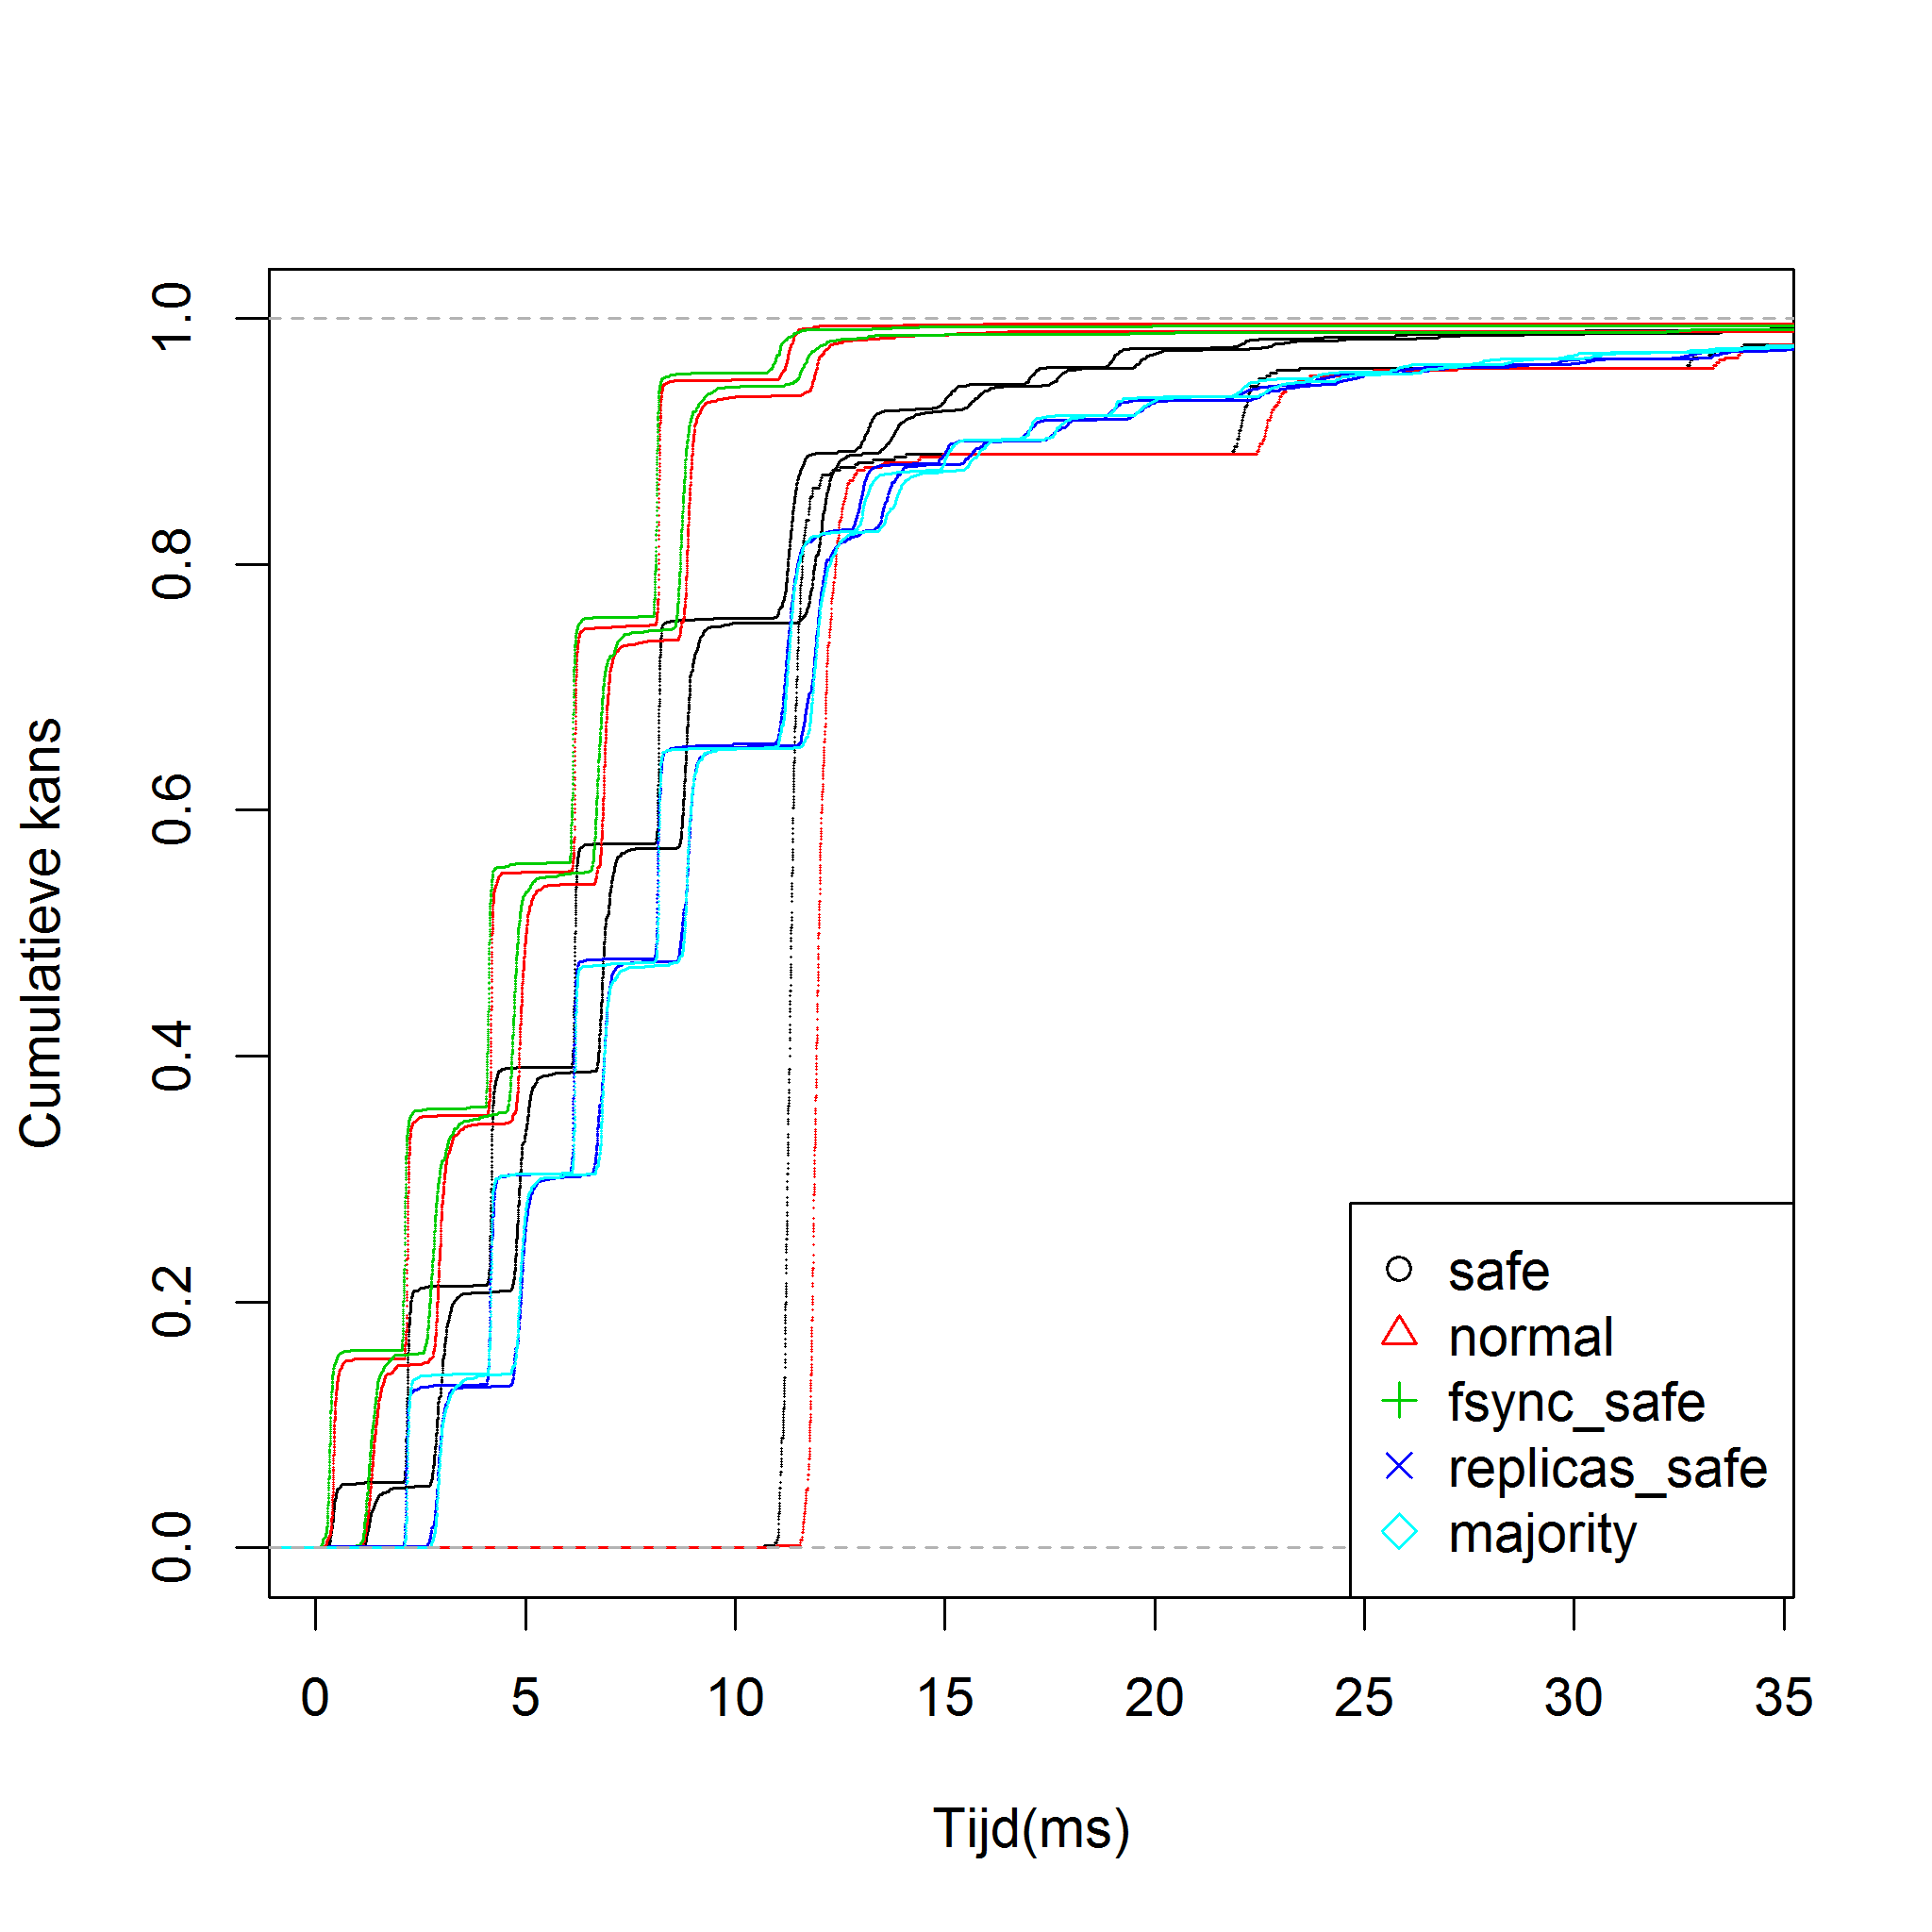 Cumulatieve kans
1.0
0.8
0.6
0.4
0.2
0.0
safe
normal
fsync_safe
replicas_safe
majority
0 5 10 15 20 25 30 35
Tijd(ms)